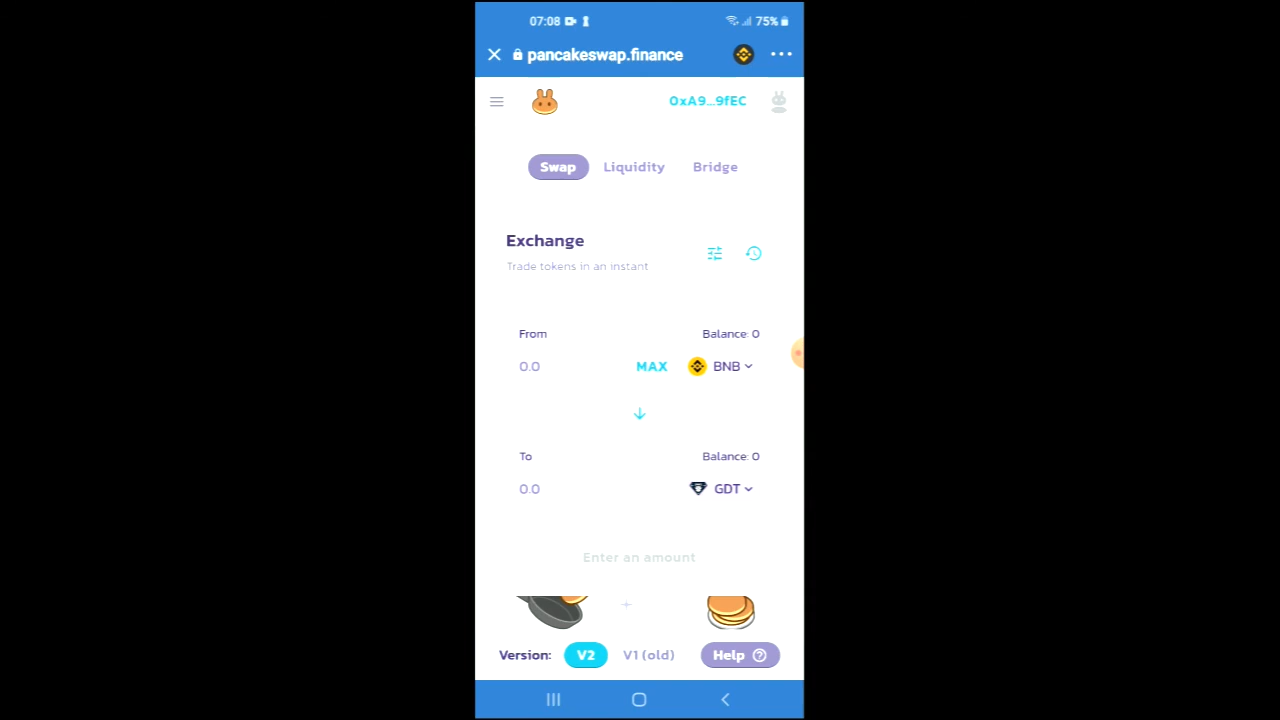 07:08 75%
pancakeswap.finance
0xA9...9fEC
Swap Liquidity Bridge
Exchange
Trade tokens in an instant
From Balance: 0
0.0 MAX BNB
To Balance: 0
0.0 GDT
Enter an amount
Version: V2 V1 (old) Help